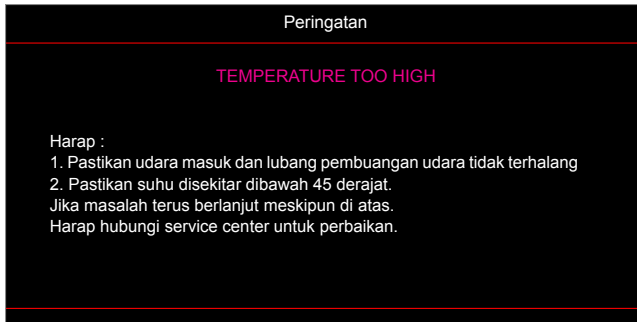 Peringatan
TEMPERATURE TOO HIGH
Harap :
1. Pastikan udara masuk dan lubang pembuangan udara tidak terhalang
2. Pastikan suhu disekitar dibawah 45 derajat.
Jika masalah terus berlanjut meskipun di atas.
Harap hubungi service center untuk perbaikan.